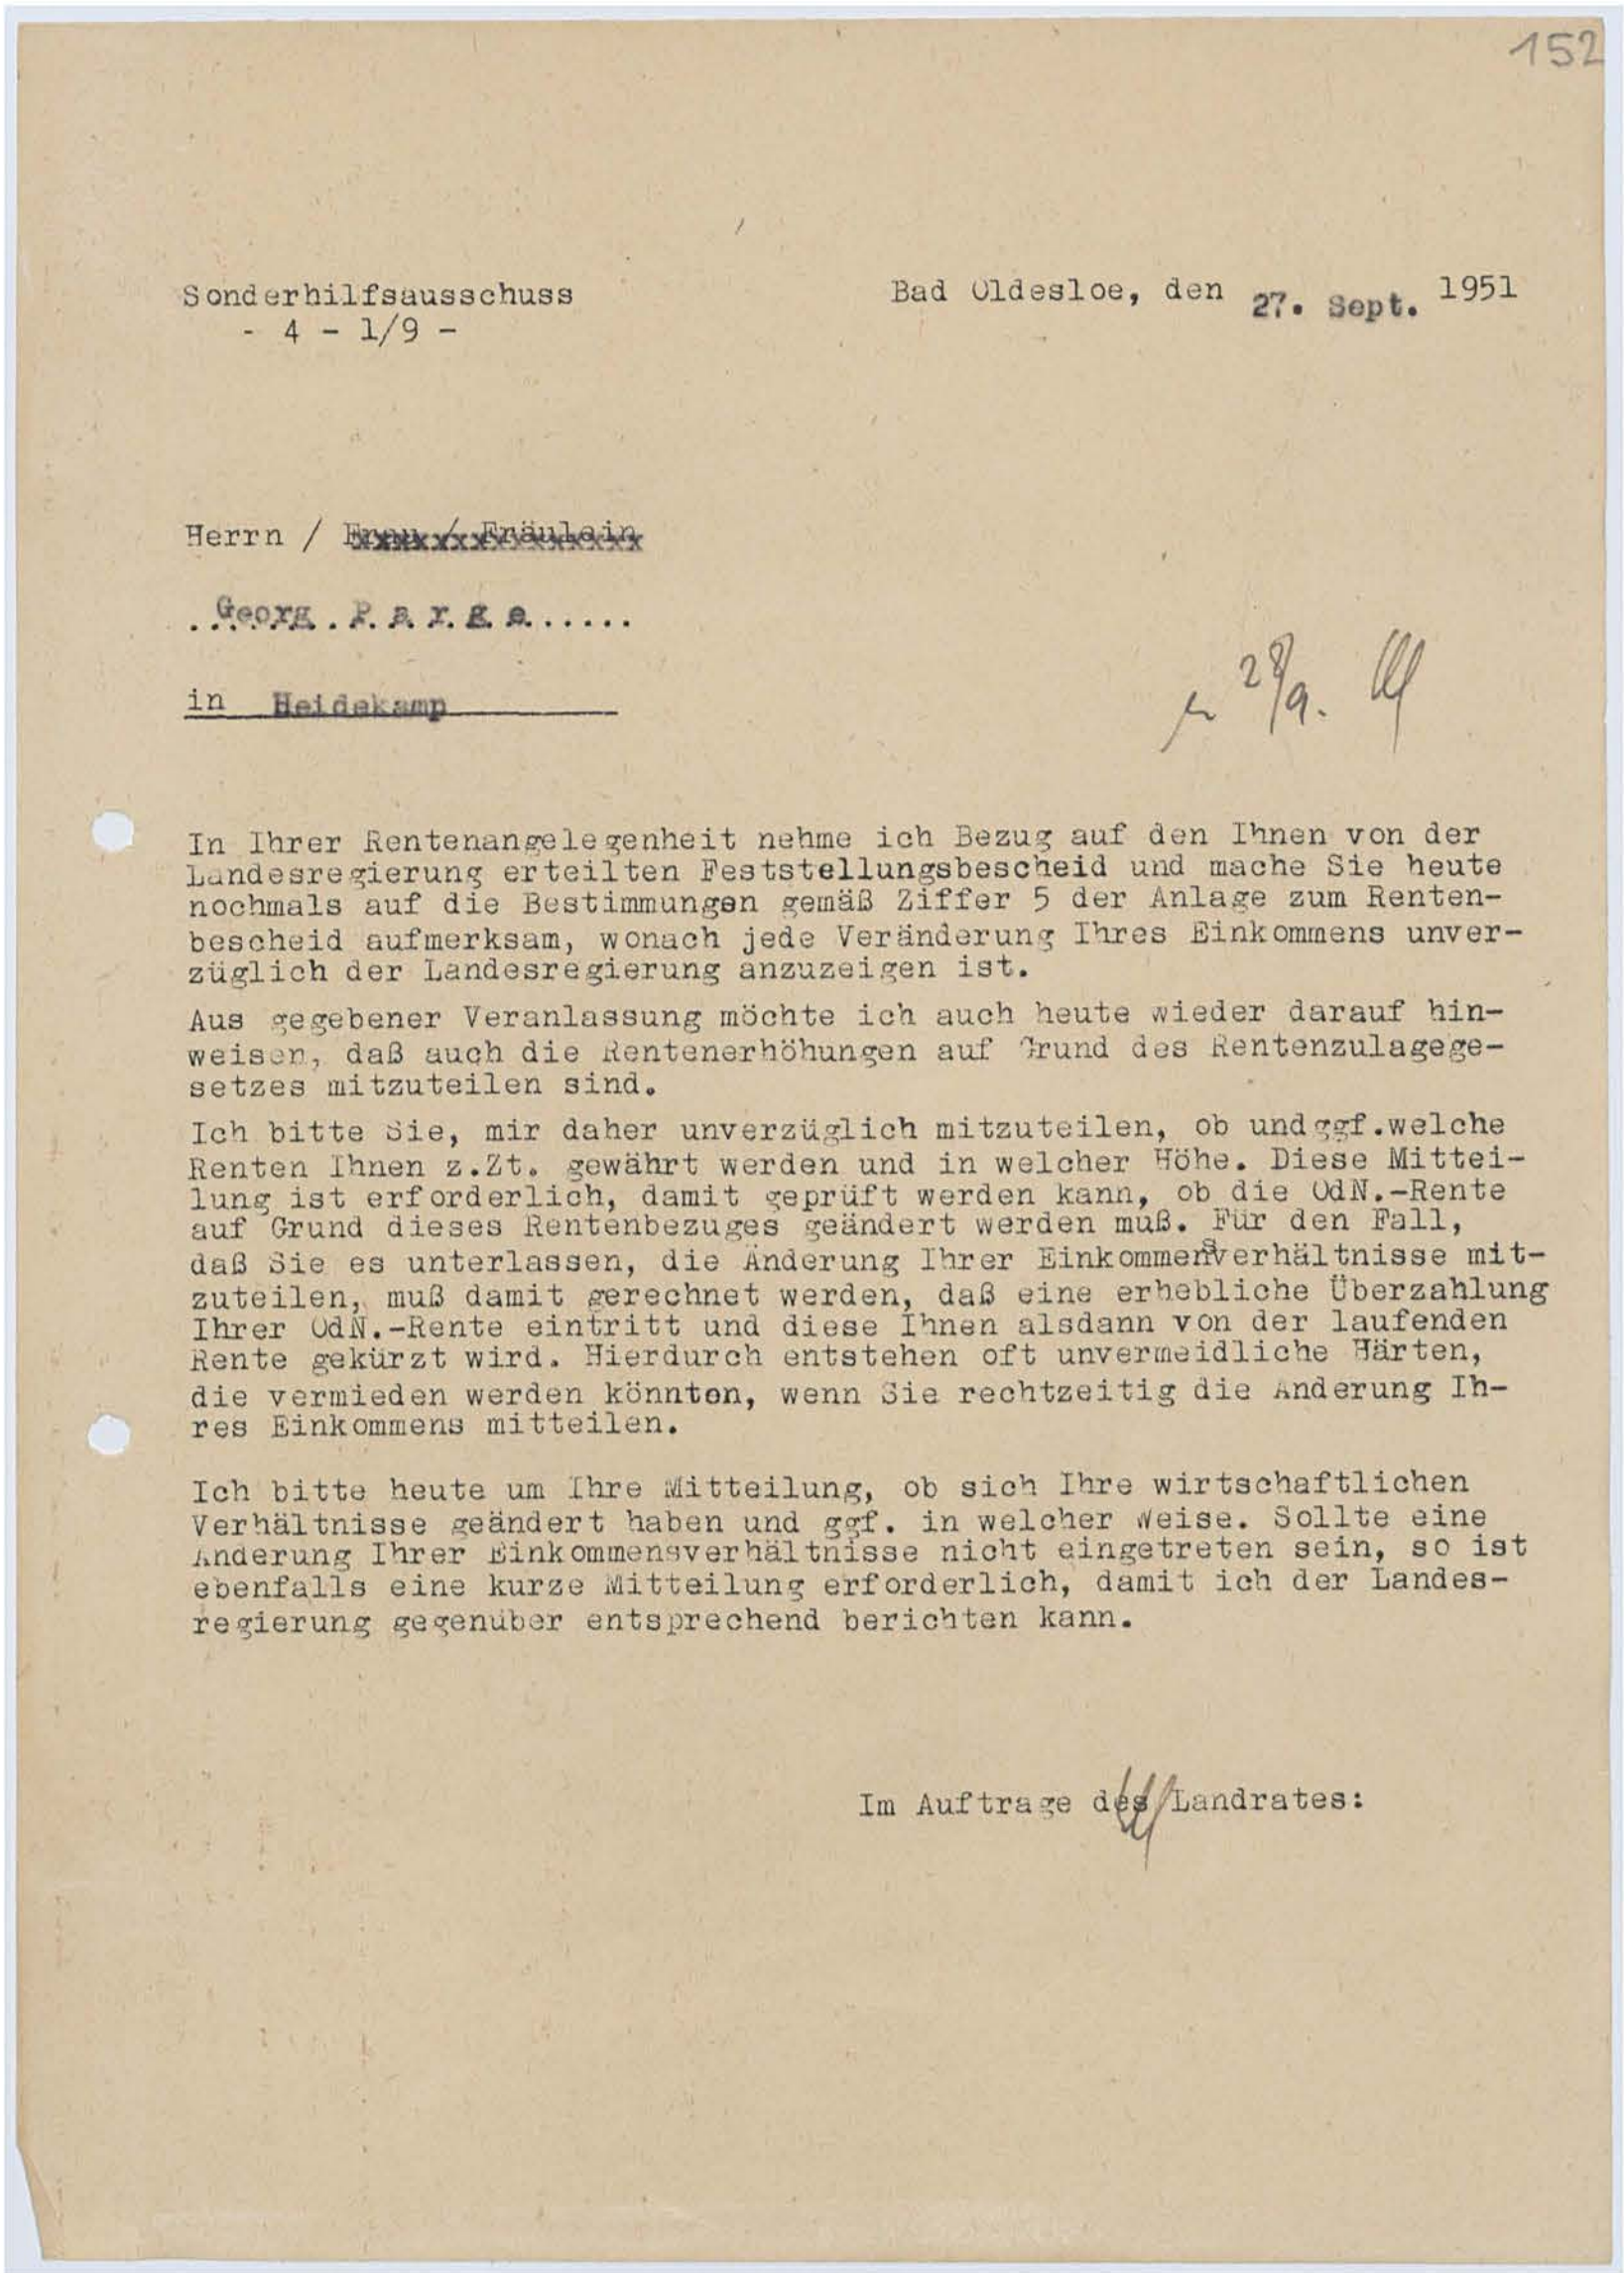 152
Sonderhilfsausschuss
- 4 - 1/9 -
Bad Oldesloe, den 27. Sept. 1951
Herrn / Frau / Fräulein
Georg P a r g e
in Heidekamp
28/9.
In Ihrer Rentenangelegenheit nehme ich Bezug auf den Ihnen von der
Landesregierung erteilten Feststellungsbescheid und mache Sie heute
nochmals auf die Bestimmungen gemäß Ziffer 5 der Anlage zum Renten-
bescheid aufmerksam, wonach jede Veränderung Ihres Einkommens unver-
züglich der Landesregierung anzuzeigen ist.
Aus gegebener Veranlassung möchte ich auch heute wieder darauf hin-
weisen, daß auch die Rentenerhöhungen auf Grund des Rentenzulagege-
setzes mitzuteilen sind.
Ich bitte Sie, mir daher unverzüglich mitzuteilen, ob und ggf.welche
Renten Ihnen z.Zt. gewährt werden und in welcher Höhe. Diese Mittei-
lung ist erforderlich, damit geprüft werden kann, ob die OdN.-Rente
auf Grund dieses Rentenbezuges geändert werden muß. Für den Fall,
daß Sie es unterlassen, die Änderung Ihrer Einkommensverhältnisse mit-
zuteilen, muß damit gerechnet werden, daß eine erhebliche Überzahlung
Ihrer OdN.-Rente eintritt und diese Ihnen alsdann von der laufenden
Rente gekürzt wird. Hierdurch entstehen oft unvermeidliche Härten,
die vermieden werden könnten, wenn Sie rechtzeitig die Änderung Ih-
res Einkommens mitteilen.
Ich bitte heute um Ihre Mitteilung, ob sich Ihre wirtschaftlichen
Verhältnisse geändert haben und ggf. in welcher Weise. Sollte eine
Änderung Ihrer Einkommensverhältnisse nicht eingetreten sein, so ist
ebenfalls eine kurze Mitteilung erforderlich, damit ich der Landes-
regierung gegenüber entsprechend berichten kann.
Im Auftrage des Landrates: